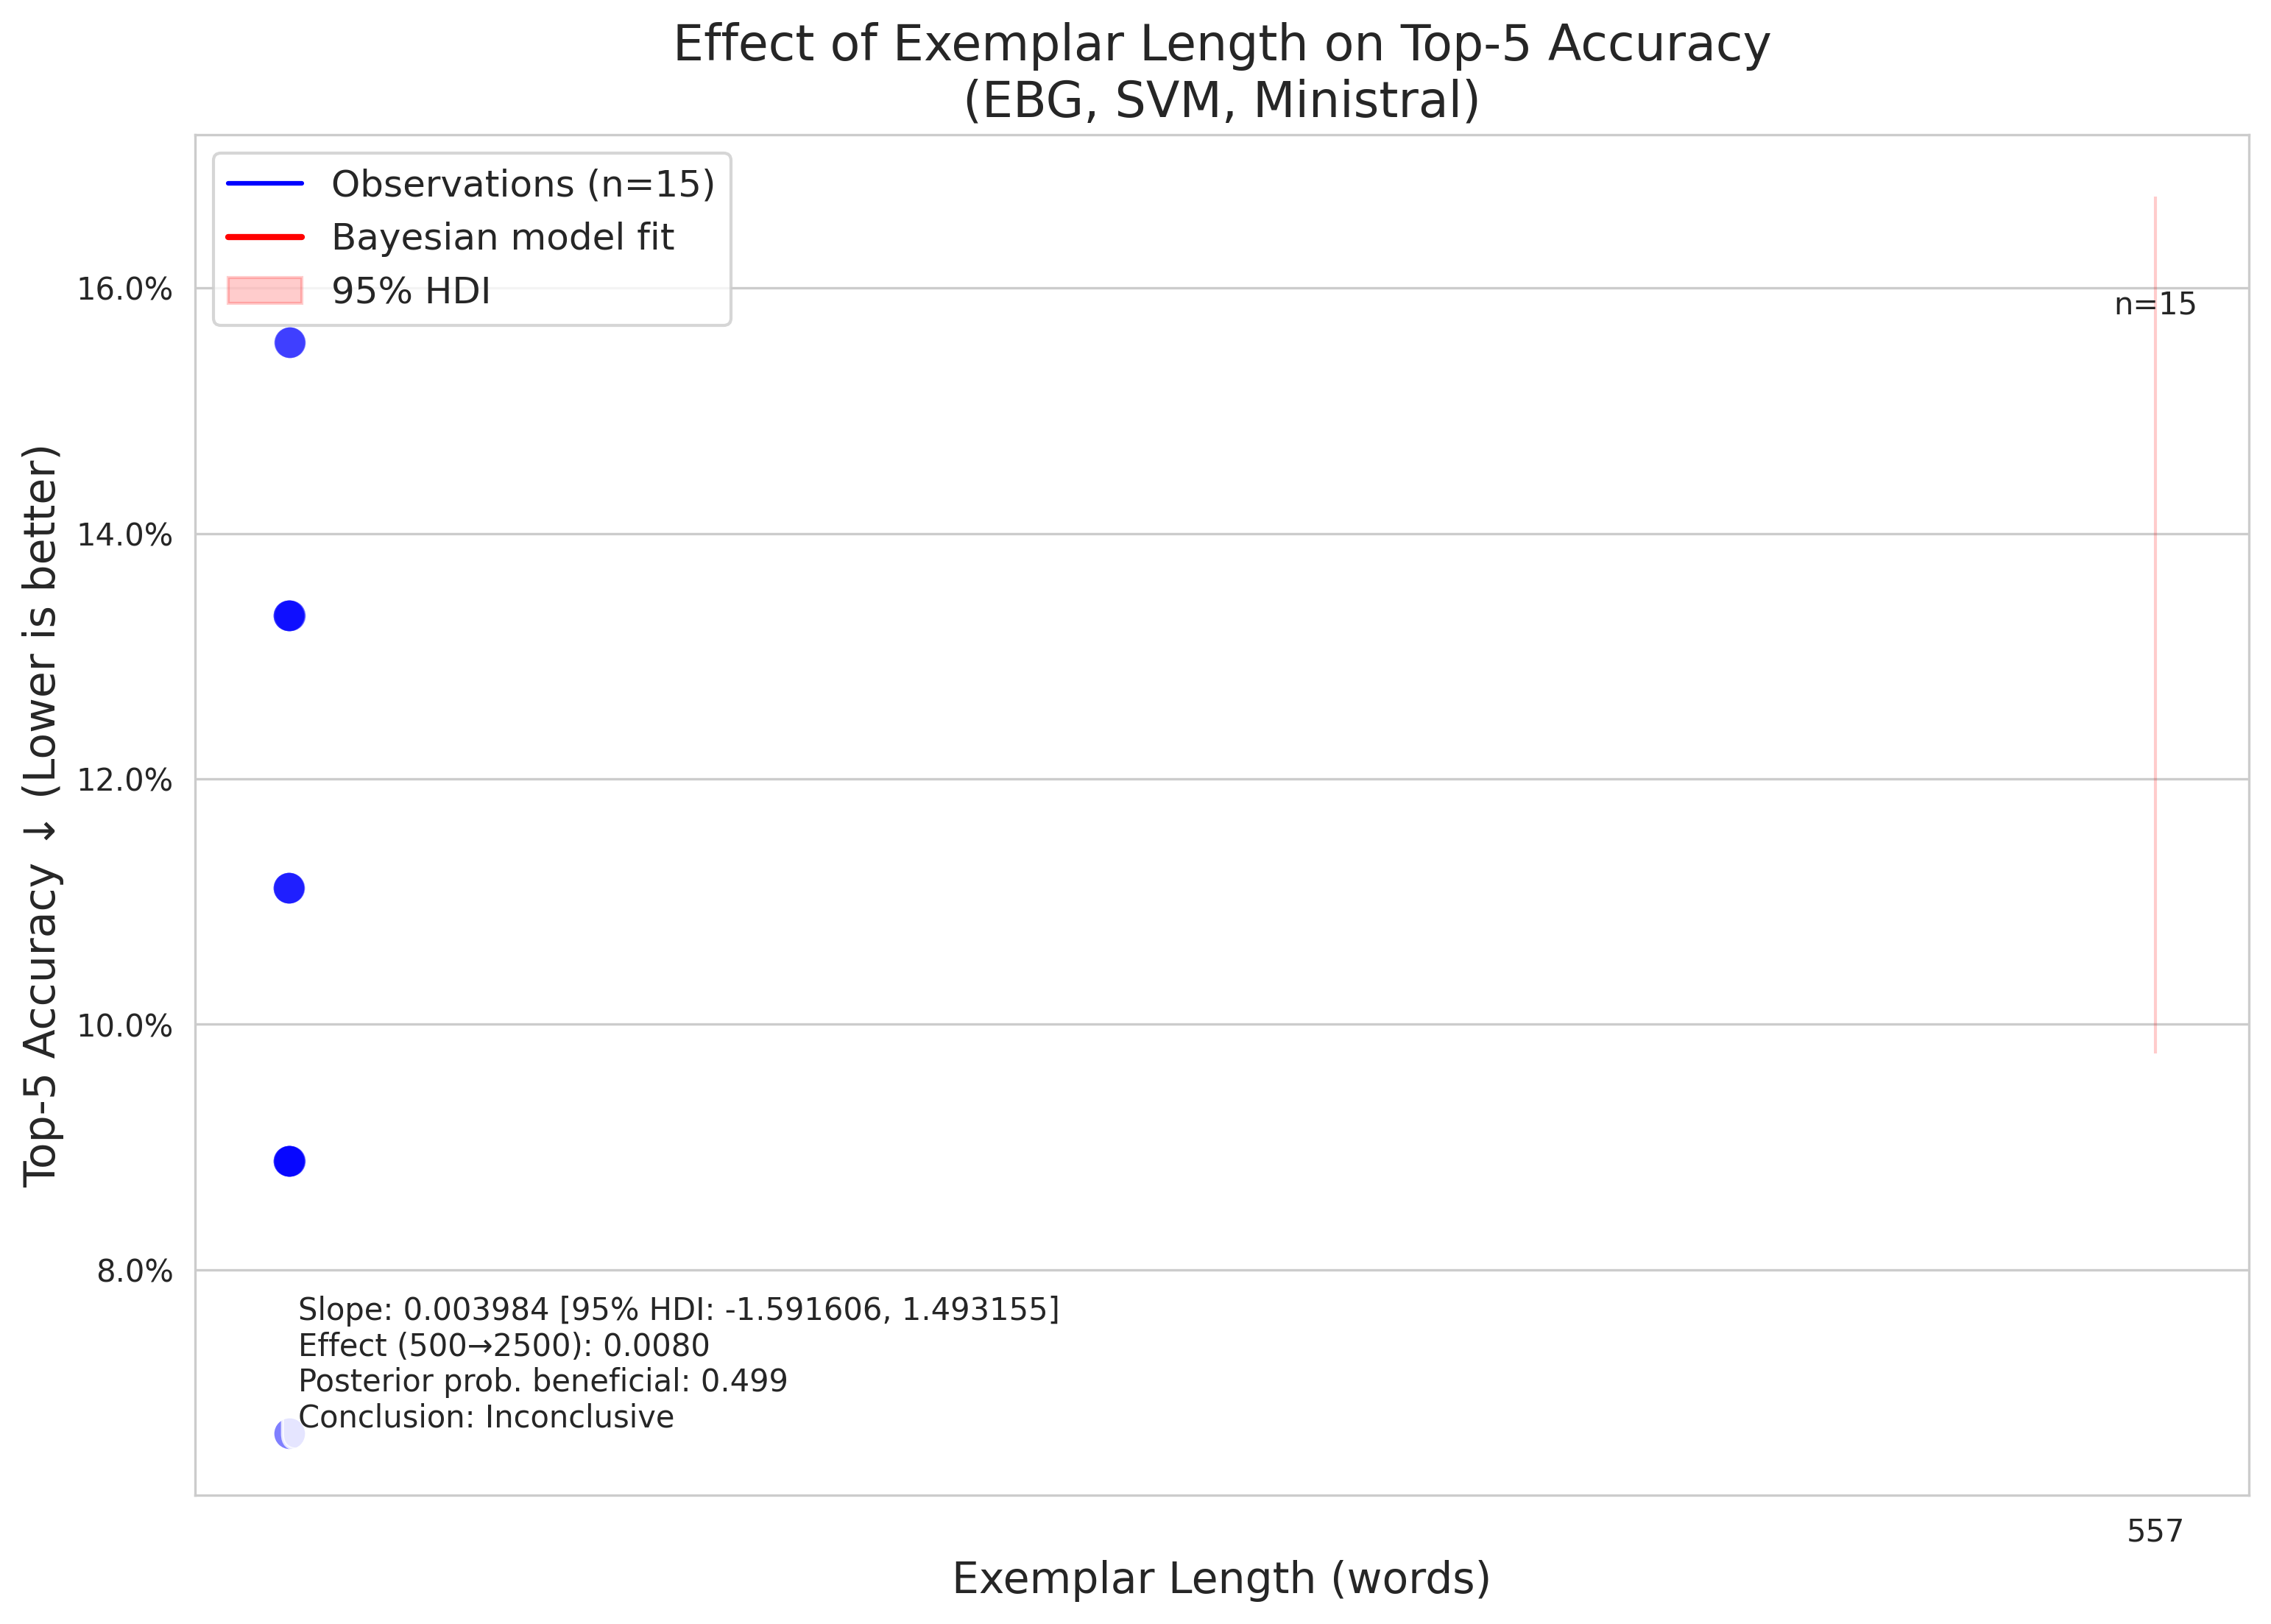 Effect of Exemplar Length on Top-5 Accuracy
(EBG, SVM, Ministral)
Observations (n=15)
Bayesian model fit
95% HDI
Top-5 Accuracy ↓ (Lower is better)
16.0%
14.0%
12.0%
10.0%
8.0%
n=15
Slope: 0.003984 [95% HDI: -1.591606, 1.493155]
Effect (500→2500): 0.0080
Posterior prob. beneficial: 0.499
Conclusion: Inconclusive
557
Exemplar Length (words)